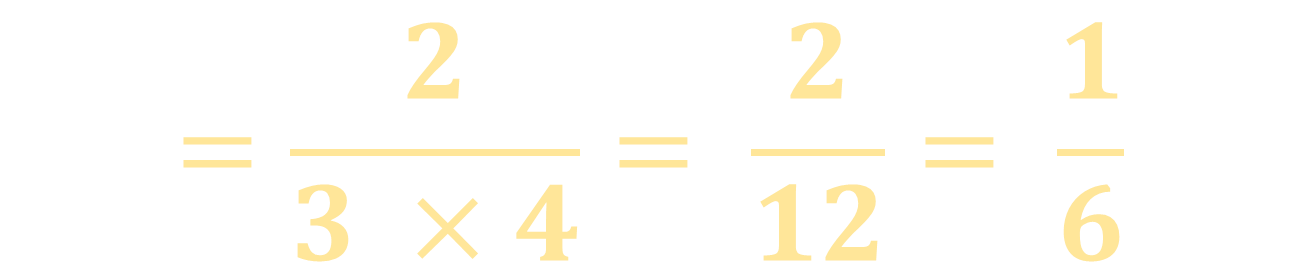 = 2/(3 × 4) = 2/12 = 1/6